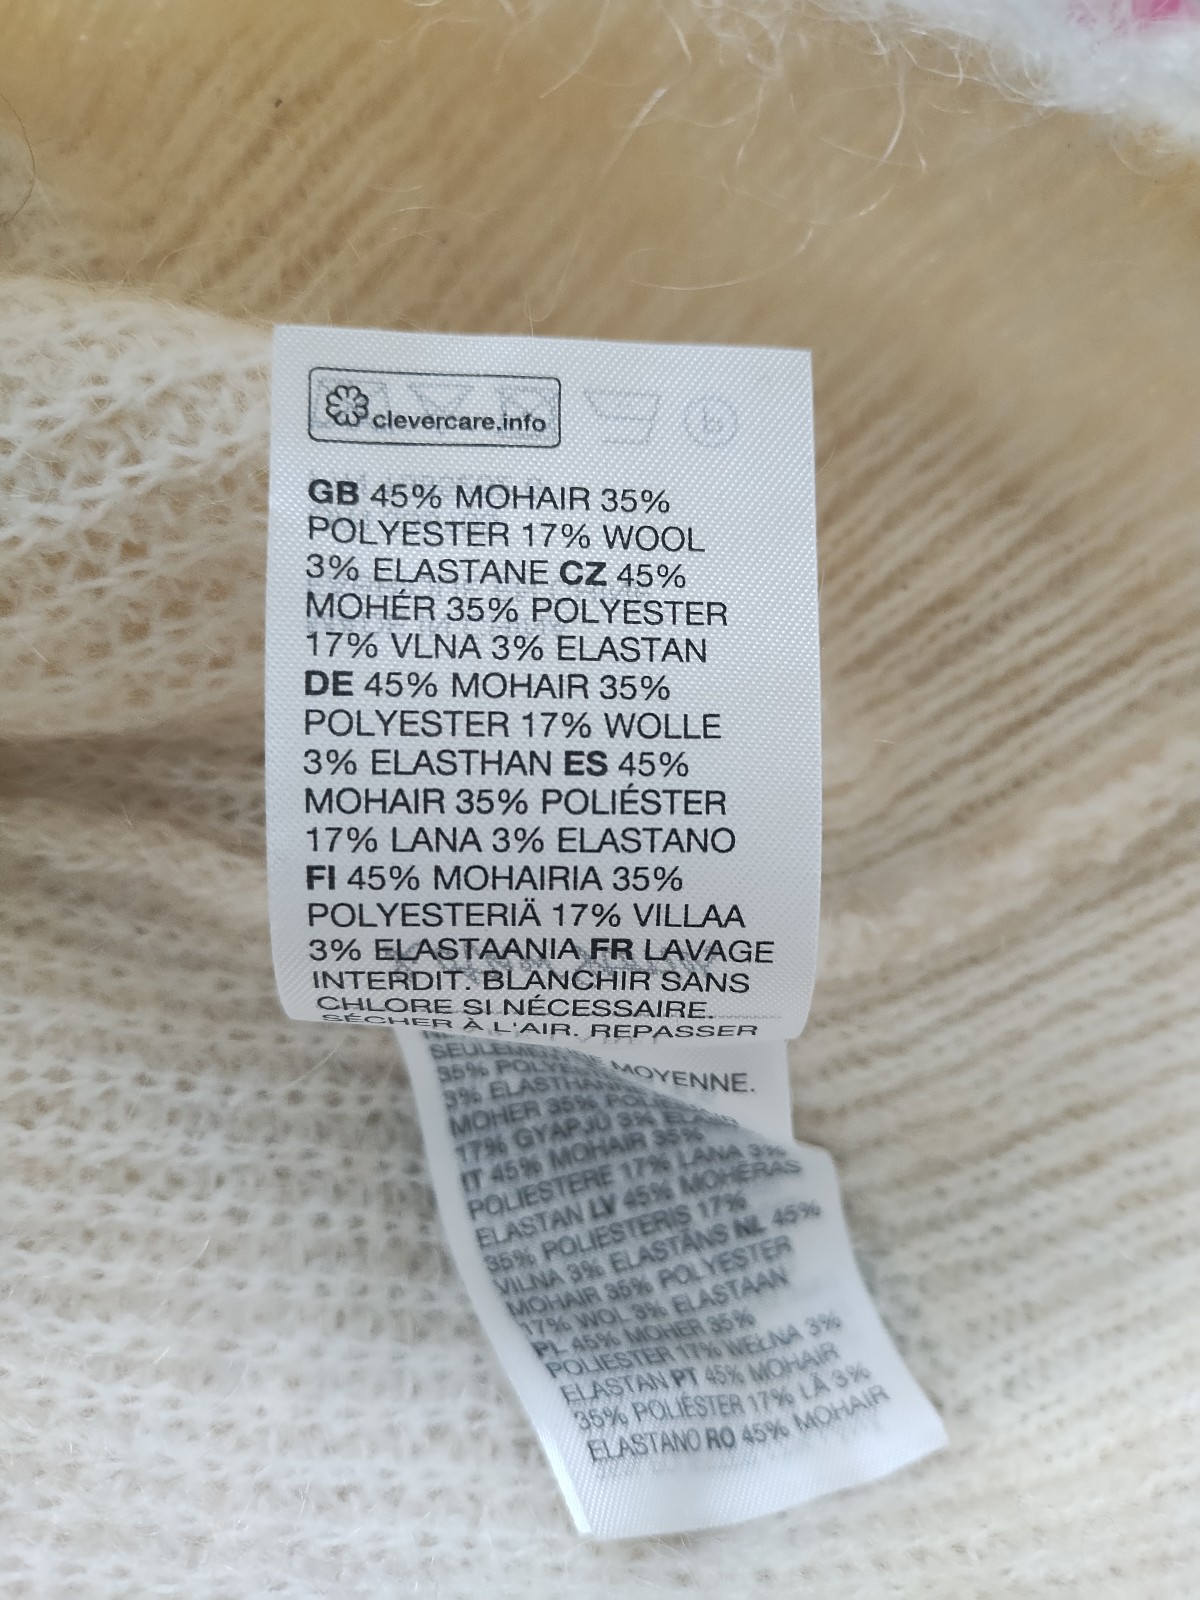 clevercare.info
GB 45% MOHAIR 35%
POLYESTER 17% WOOL
3% ELASTANE CZ 45%
MOHÉR 35% POLYESTER
17% VLNA 3% ELASTAN
DE 45% MOHAIR 35%
POLYESTER 17% WOLLE
3% ELASTHAN ES 45%
MOHAIR 35% POLIÉSTER
17% LANA 3% ELASTANO
FI 45% MOHAIRIA 35%
POLYESTERIÄ 17% VILLAA
3% ELASTAANIA FR LAVAGE
INTERDIT. BLANCHIR SANS
CHLORE SI NÉCESSAIRE.
SÉCHER À L'AIR. REPASSER
MOYENNE.
35%
3%
MOHER 35%
17% GYAPJÚ 3%
IT 45% MOHAIR 35%
POLIESTERE 17% LANA 3%
ELASTAN LV 45% MOHĒRAS
35% POLIESTERIS 17%
VILNA 3% ELASTĀNS NL 45%
MOHAIR 35% POLYESTER
17% WOL 3% ELASTAAN
PL 45% MOHER 35%
POLIESTER 17% WEŁNA 3%
ELASTAN PT 45% MOHAIR
35% POLIÉSTER 17% LÃ 3%
ELASTANO RO 45% MOHAIR